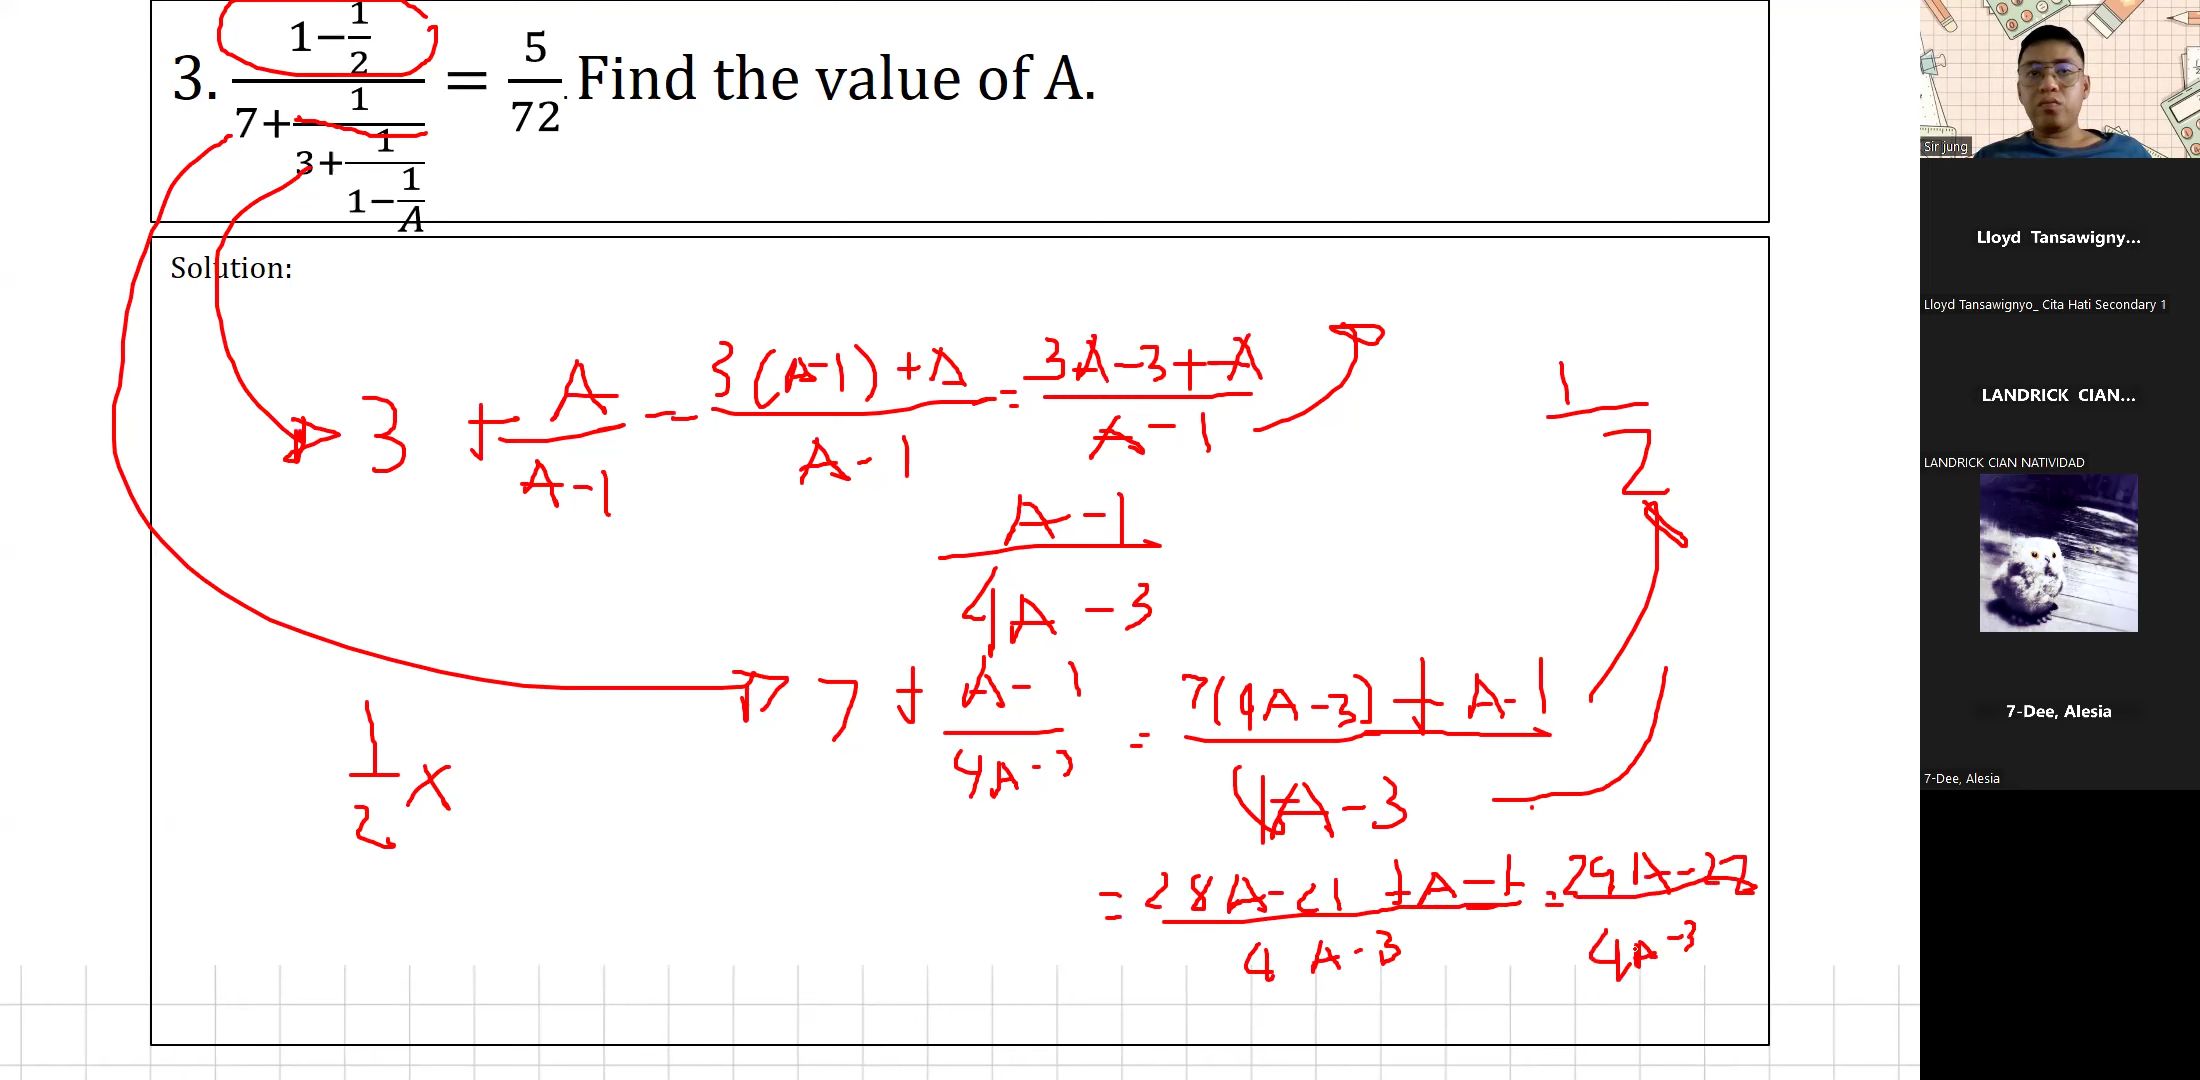 3. (1−1/2)/(7+1/(3+1/(1−1/A))) = 5/72. Find the value of A.
Solution:
3 + A/(A-1) = (3(A-1)+A)/(A-1) = (3A-3+A)/(A-1)
1/2
(A-1)/(4A-3)
7 + (A-1)/(4A-3) = (7(4A-3)+A-1)/(4A-3)
1/2 x
= (28A-21+A-1)/(4A-3) = (29A-22)/(4A-3)
Sir jung
Lloyd Tansawigny...
Lloyd Tansawignyo_ Cita Hati Secondary 1
LANDRICK CIAN...
LANDRICK CIAN NATIVIDAD
7-Dee, Alesia
7-Dee, Alesia